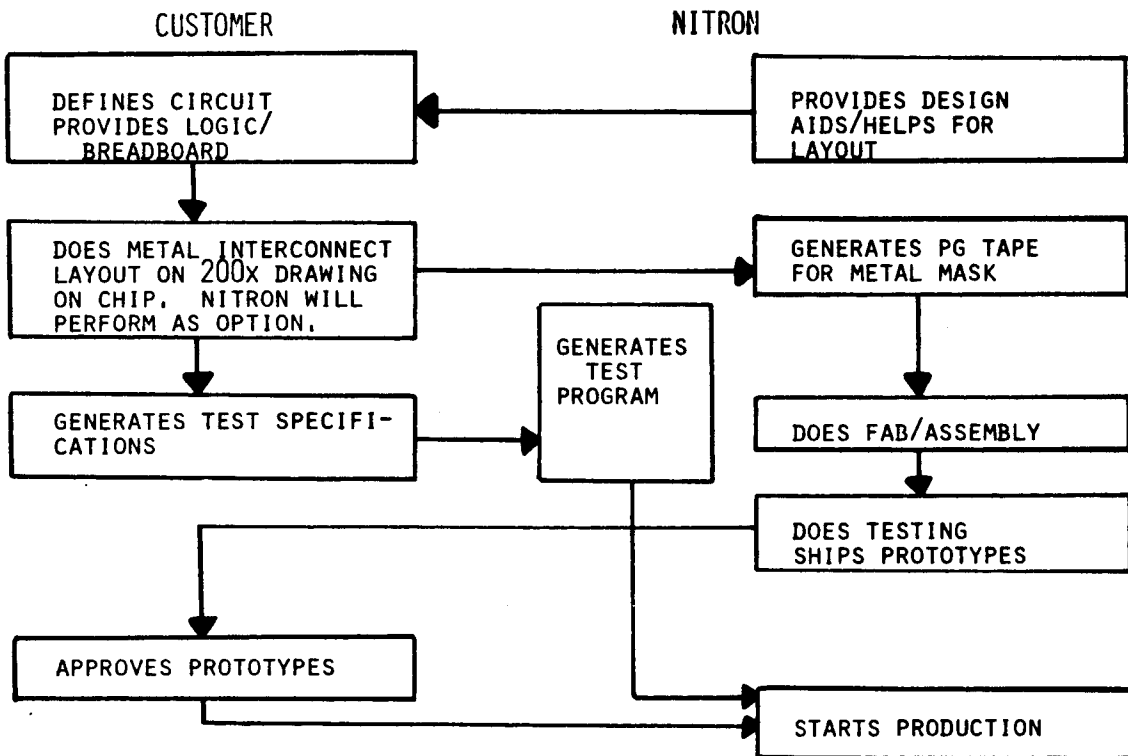 CUSTOMER
NITRON
DEFINES CIRCUIT
PROVIDES LOGIC/
BREADBOARD
PROVIDES DESIGN
AIDS/HELPS FOR
LAYOUT
DOES METAL INTERCONNECT
LAYOUT ON 200X DRAWING
ON CHIP. NITRON WILL
PERFORM AS OPTION.
GENERATES PG TAPE
FOR METAL MASK
GENERATES
TEST
PROGRAM
GENERATES TEST SPECIFI-
CATIONS
DOES FAB/ASSEMBLY
DOES TESTING
SHIPS PROTOTYPES
APPROVES PROTOTYPES
STARTS PRODUCTION